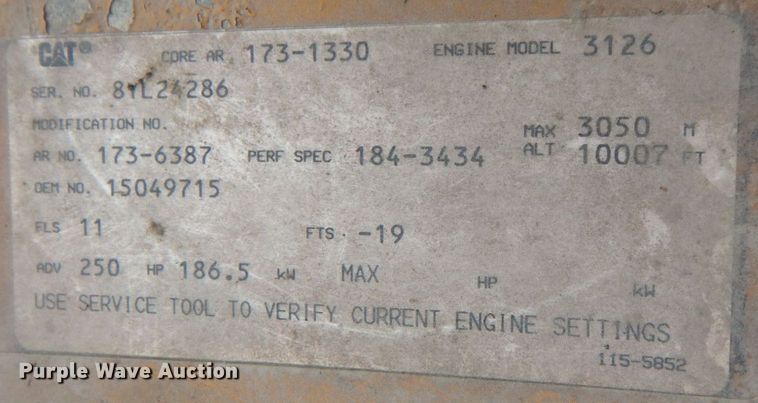 CAT® CORE AR 173-1330 ENGINE MODEL 3126
SER. NO. 8YL24286
MODIFICATION NO.
AR NO. 173-6387 PERF SPEC 184-3434 MAX ALT 3050 M 10007 FT
OEM NO. 15049715
FLS 11 FTS -19
ADV 250 HP 186.5 kW MAX HP kW
USE SERVICE TOOL TO VERIFY CURRENT ENGINE SETTINGS
115-5852
Purple Wave Auction